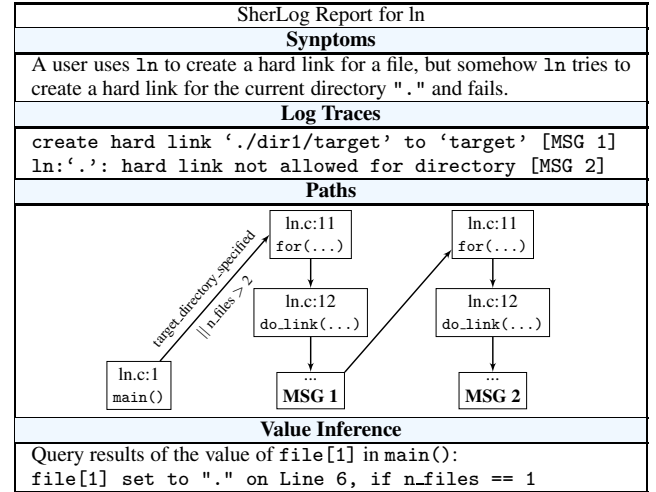 SherLog Report for ln
Symptoms
A user uses ln to create a hard link for a file, but somehow ln tries to
create a hard link for the current directory "." and fails.
Log Traces
create hard link ‘./dir1/target’ to ‘target’ [MSG 1]
ln:‘.’: hard link not allowed for directory [MSG 2]
Paths
ln.c:11
for(...)
ln.c:11
for(...)
target_directory_specified
|| n_files > 2
ln.c:12
do_link(...)
ln.c:12
do_link(...)
ln.c:1
main()
...
MSG 1
...
MSG 2
Value Inference
Query results of the value of file[1] in main():
file[1] set to "." on Line 6, if n_files == 1